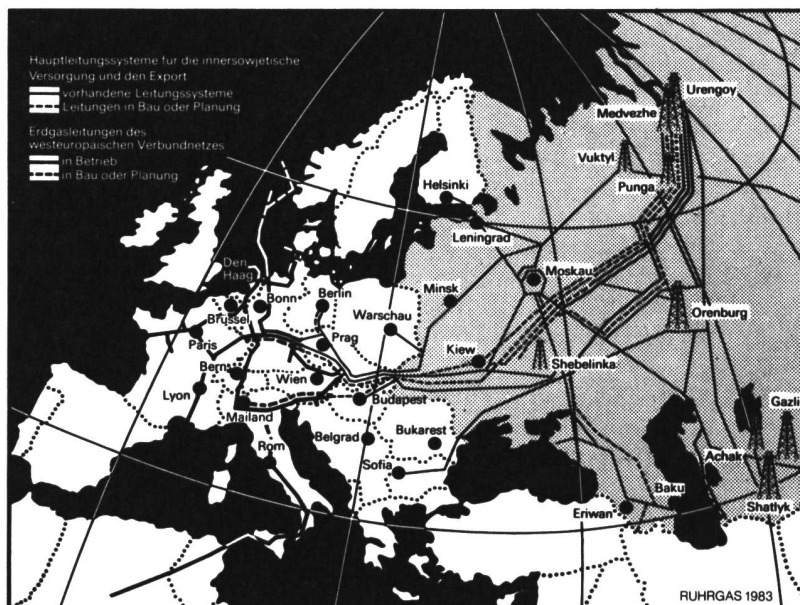 Hauptleitungssysteme für die innersowjetische
Versorgung und den Export
vorhandene Leitungssysteme
Leitungen in Bau oder Planung
Erdgasleitungen des
westeuropäischen Verbundnetzes
in Betrieb
in Bau oder Planung
Urengoy
Medvezhe
Vuktyl
Punga
Helsinki
Leningrad
Den
Haag
Moskau
Bonn
Berlin
Minsk
Brüssel
Warschau
Orenburg
Paris
Prag
Kiew
Shebelinka
Bern
Wien
Lyon
Budapest
Mailand
Gazli
Belgrad
Bukarest
Rom
Sofia
Achak
Baku
Eriwan
Shatlyk
RUHRGAS 1983